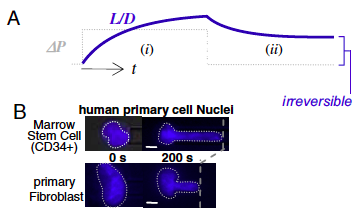 A
L/D
ΔP
(i)
(ii)
t
irreversible
B
human primary cell Nuclei
Marrow
Stem Cell
(CD34+)
0 s
200 s
primary
Fibroblast